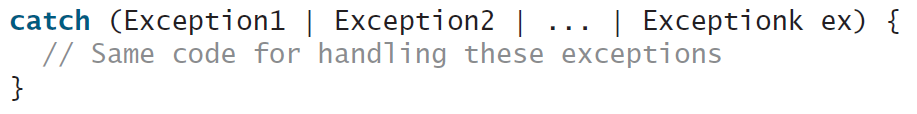 catch (Exception1 | Exception2 | ... | Exceptionk ex) {
  // Same code for handling these exceptions
}